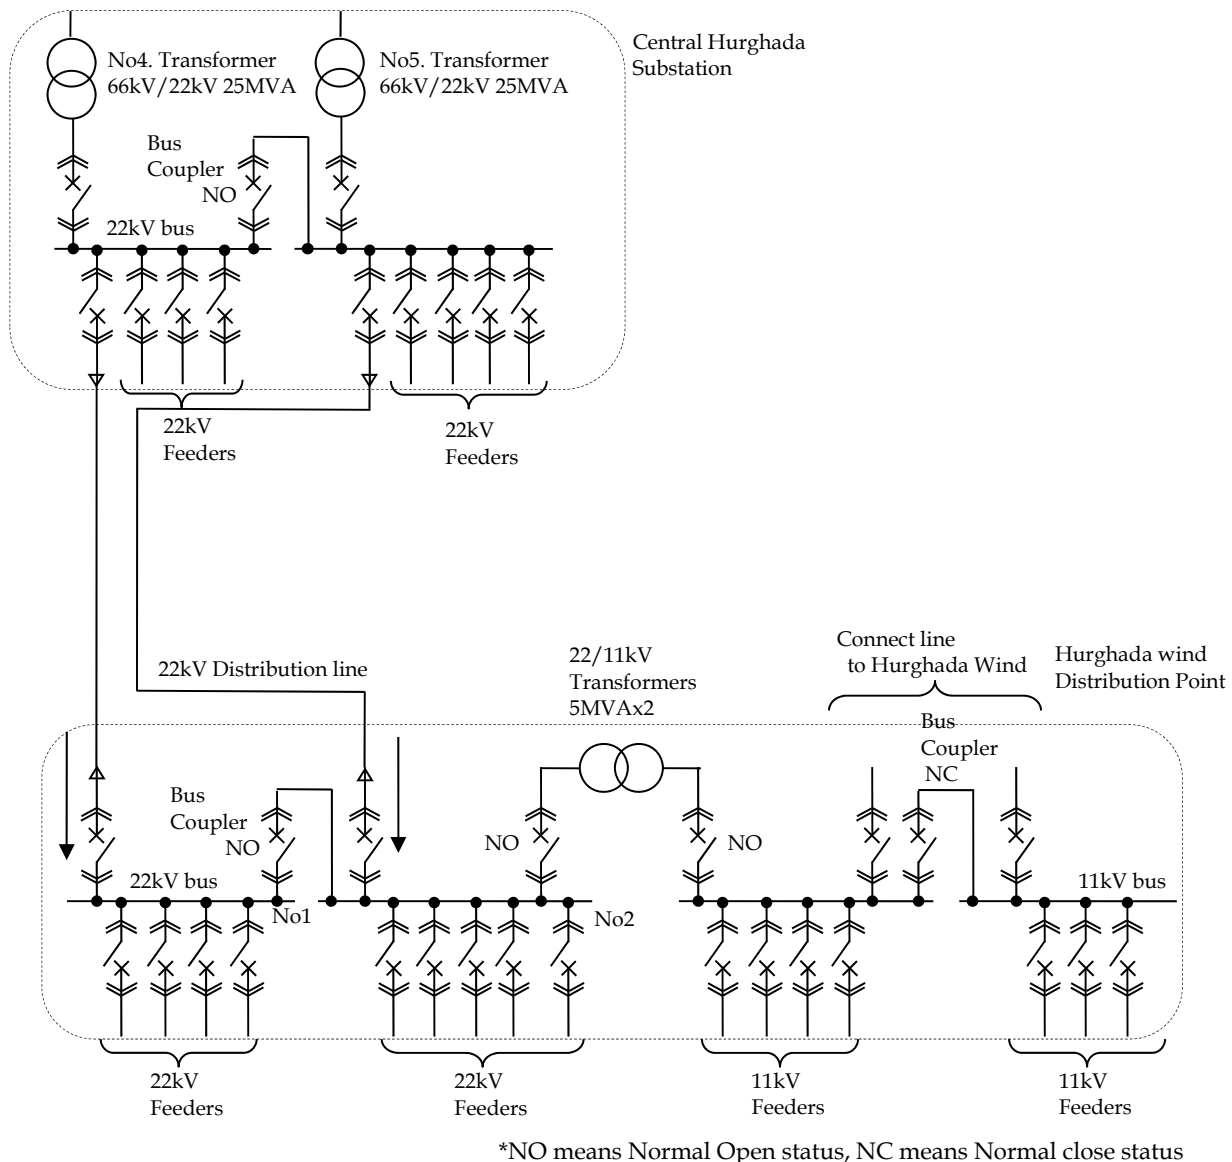 Central Hurghada
Substation
No4. Transformer
66kV/22kV 25MVA
No5. Transformer
66kV/22kV 25MVA
Bus
Coupler
NO
22kV bus
22kV
Feeders
22kV
Feeders
Connect line
to Hurghada Wind
Hurghada wind
Distribution Point
22kV Distribution line
22/11kV
Transformers
5MVAx2
Bus
Coupler
NC
Bus
Coupler
NO
NO
NO
22kV bus
No1
No2
11kV bus
22kV
Feeders
22kV
Feeders
11kV
Feeders
11kV
Feeders
*NO means Normal Open status, NC means Normal close status